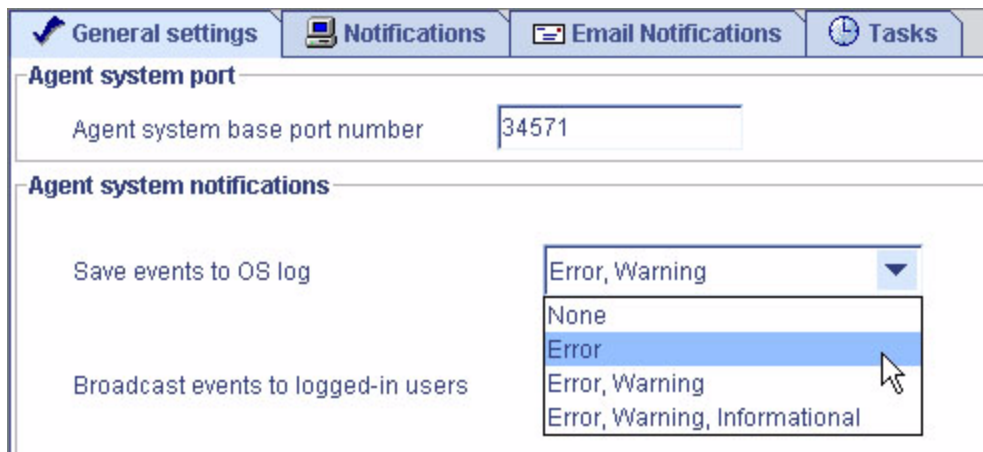 General settings Notifications Email Notifications Tasks
Agent system port
Agent system base port number 34571
Agent system notifications
Save events to OS log Error, Warning
None
Error
Broadcast events to logged-in users Error, Warning
Error, Warning, Informational